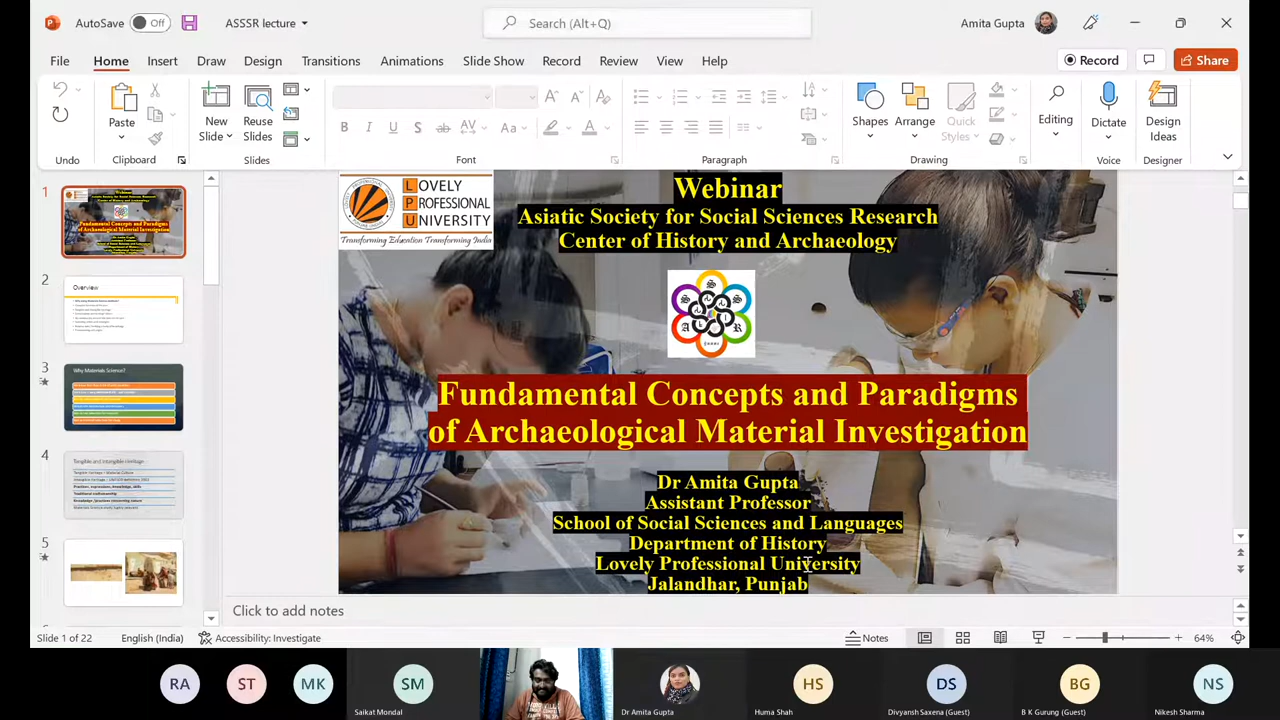 AutoSave Off ASSSR lecture Search (Alt+Q) Amita Gupta
File Home Insert Draw Design Transitions Animations Slide Show Record Review View Help Record Share
Paste New Slide Reuse Slides Shapes Arrange Quick Styles Editing Dictate Design Ideas
Undo Clipboard Slides Font Paragraph Drawing Voice Designer
1
2
Overview
3
Why Materials Science?
4
Tangible and Intangible Heritage
5
LOVELY
PROFESSIONAL
UNIVERSITY
Transforming Education Transforming India
Webinar
Asiatic Society for Social Sciences Research
Center of History and Archaeology
Fundamental Concepts and Paradigms
of Archaeological Material Investigation
Dr Amita Gupta
Assistant Professor
School of Social Sciences and Languages
Department of History
Lovely Professional University
Jalandhar, Punjab
Click to add notes
Slide 1 of 22 English (India) Accessibility: Investigate Notes 64%
RA ST MK SM HS DS BG NS
Saikat Mondal Dr Amita Gupta Huma Shah Divyansh Saxena (Guest) B K Gurung (Guest) Nikesh Sharma